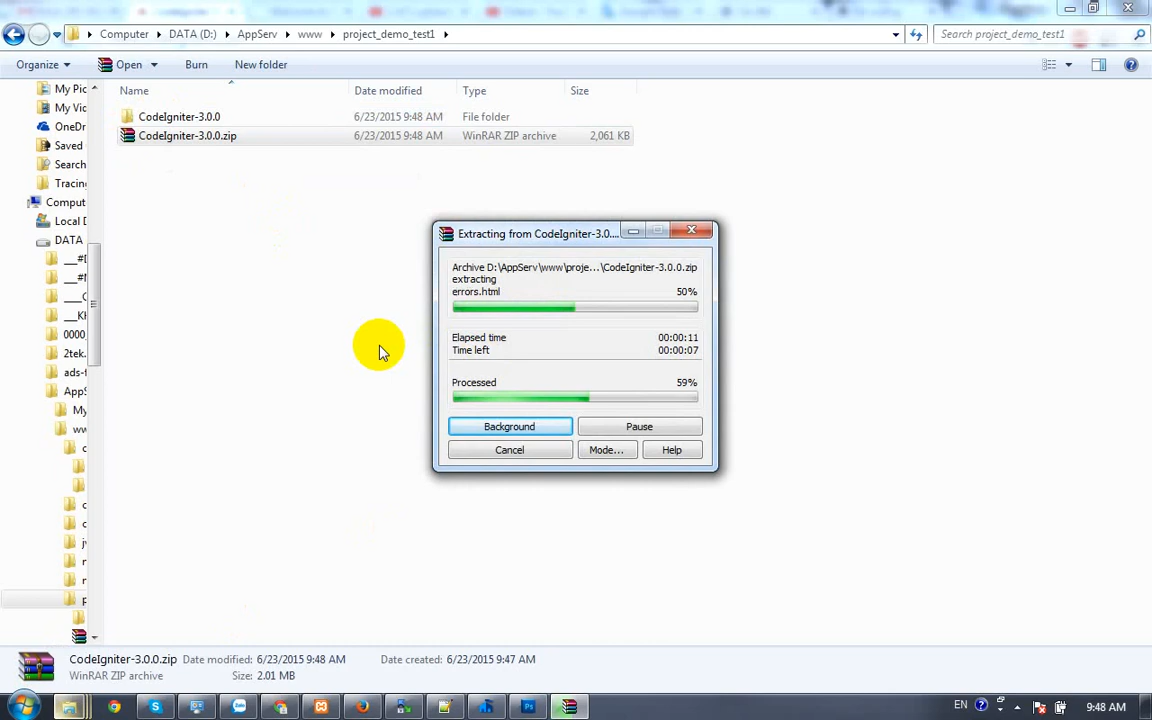 Computer DATA (D:) AppServ www project_demo_test1
Search project_demo_test1
Organize Open Burn New folder
Name Date modified Type Size
CodeIgniter-3.0.0 6/23/2015 9:48 AM File folder
CodeIgniter-3.0.0.zip 6/23/2015 9:48 AM WinRAR ZIP archive 2,061 KB
My Pic
My Vid
OneDr
Saved
Search
Tracing
Comput
Local D
DATA
2tek.
ads-f
AppS
My
Extracting from CodeIgniter-3.0....
Archive D:\AppServ\www\proje...\CodeIgniter-3.0.0.zip
extracting
errors.html 50%
Elapsed time 00:00:11
Time left 00:00:07
Processed 59%
Background Pause
Cancel Mode... Help
CodeIgniter-3.0.0.zip Date modified: 6/23/2015 9:48 AM Date created: 6/23/2015 9:47 AM
WinRAR ZIP archive Size: 2.01 MB
EN 9:48 AM